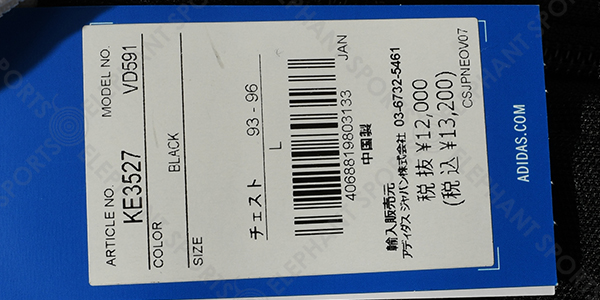 ARTICLE NO. MODEL NO.
KE3527 VD591
COLOR
BLACK
SIZE
チェスト 93 - 96
L
JAN
4068819803133
中国製
輸入販売元
アディダス ジャパン株式会社 03-6732-5461
税 抜 ¥12,000
(税 込 ¥13,200)
CSJPNEOV07
ADIDAS.COM
ELEPHANT SPORTS